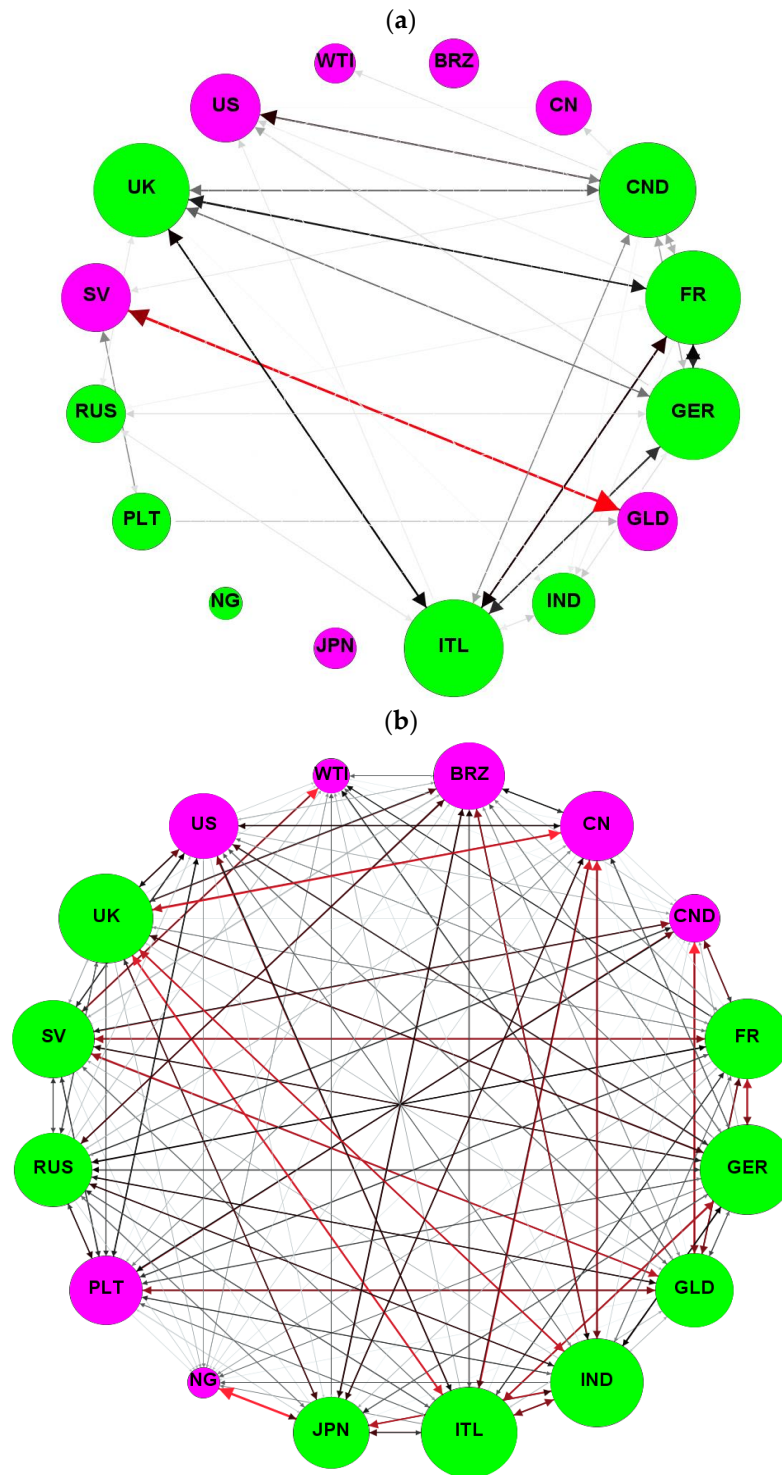 (a)
WTI BRZ
US CN
UK CND
SV FR
RUS GER
PLT GLD
NG IND
JPN ITL
(b)
WTI BRZ
US CN
UK CND
SV FR
RUS GER
PLT GLD
NG IND
JPN ITL